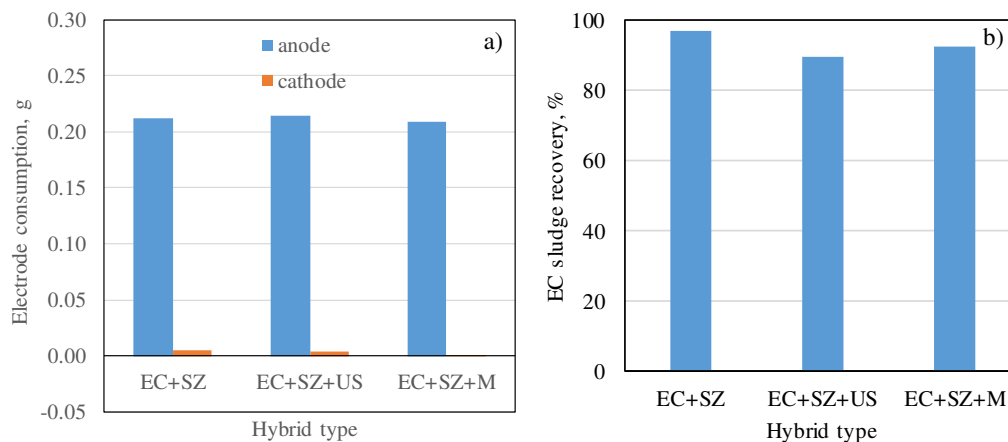 a)
anode
cathode
0.30
0.25
0.20
0.15
0.10
0.05
0.00
-0.05
Electrode consumption, g
EC+SZ EC+SZ+US EC+SZ+M
Hybrid type
b)
100
80
60
40
20
0
EC sludge recovery, %
EC+SZ EC+SZ+US EC+SZ+M
Hybrid type